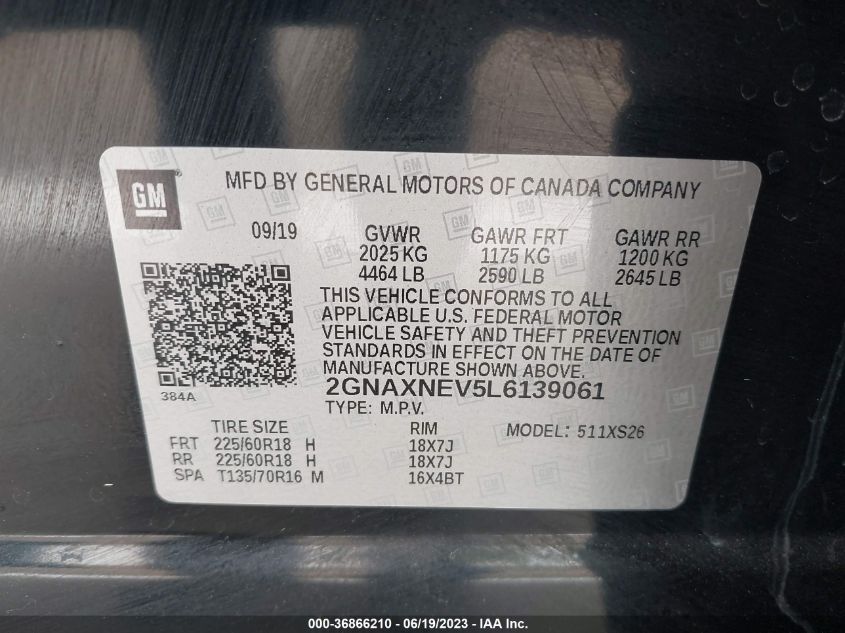 GM
MFD BY GENERAL MOTORS OF CANADA COMPANY
09/19 GVWR GAWR FRT GAWR RR
2025 KG 1175 KG 1200 KG
4464 LB 2590 LB 2645 LB
THIS VEHICLE CONFORMS TO ALL
APPLICABLE U.S. FEDERAL MOTOR
VEHICLE SAFETY AND THEFT PREVENTION
STANDARDS IN EFFECT ON THE DATE OF
MANUFACTURE SHOWN ABOVE.
384A
2GNAXNEV5L6139061
TYPE: M.P.V.
TIRE SIZE RIM MODEL: 511XS26
FRT 225/60R18 H 18X7J
RR 225/60R18 H 18X7J
SPA T135/70R16 M 16X4BT
000-36866210 - 06/19/2023 - IAA Inc.